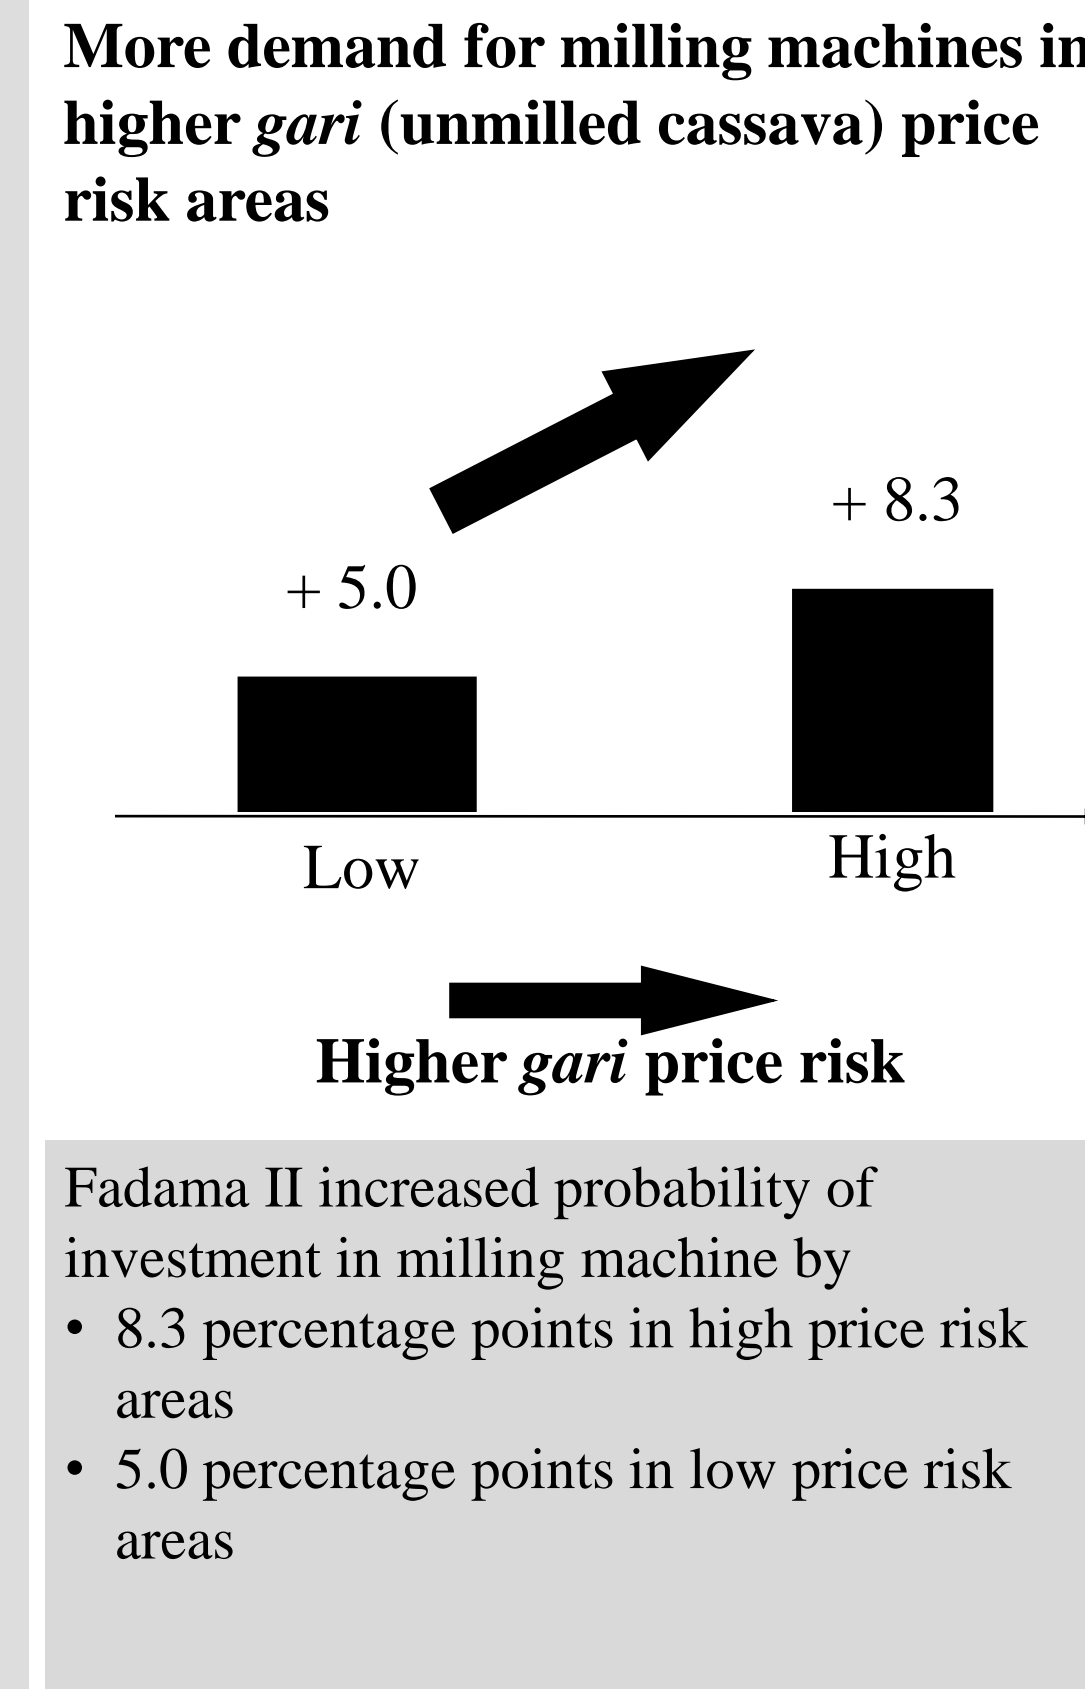 More demand for milling machines in
higher gari (unmilled cassava) price
risk areas
+ 8.3
+ 5.0
Low
High
Higher gari price risk
Fadama II increased probability of
investment in milling machine by
• 8.3 percentage points in high price risk
areas
• 5.0 percentage points in low price risk
areas